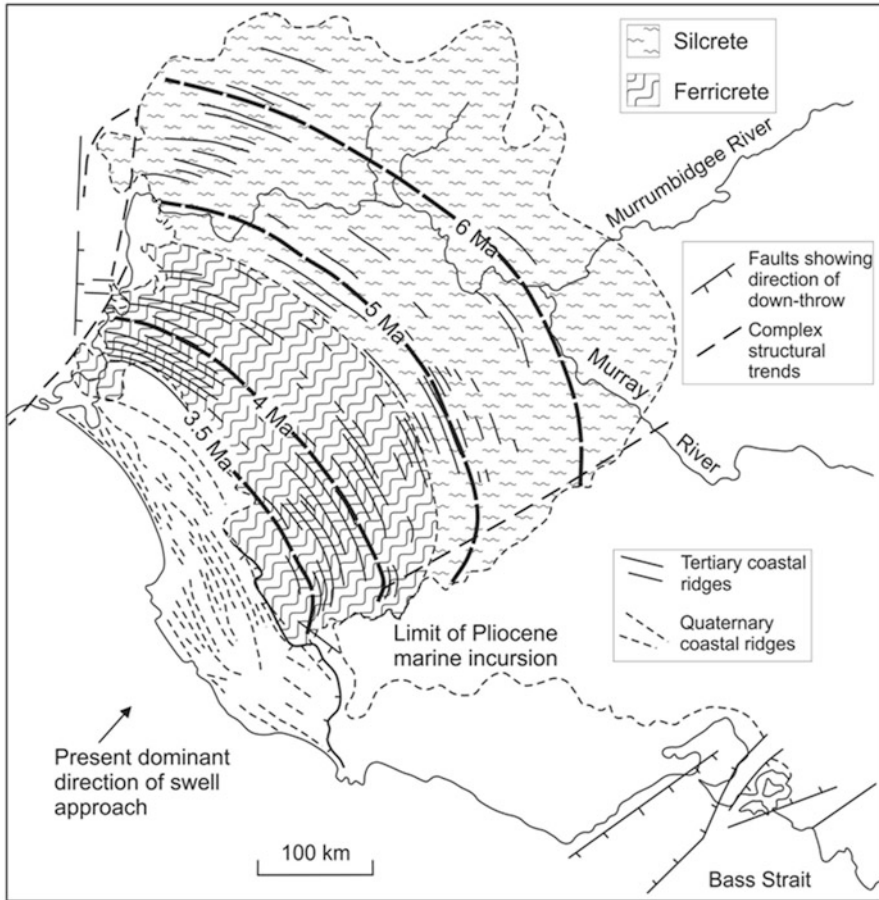 Silcrete
Ferricrete
Murrumbidgee River
6 Ma
Faults showing
direction of
down-throw
Complex
structural
trends
5 Ma
Murray
River
4 Ma
3.5 Ma
Tertiary coastal
ridges
Quaternary
coastal ridges
Limit of Pliocene
marine incursion
Present dominant
direction of swell
approach
100 km
Bass Strait